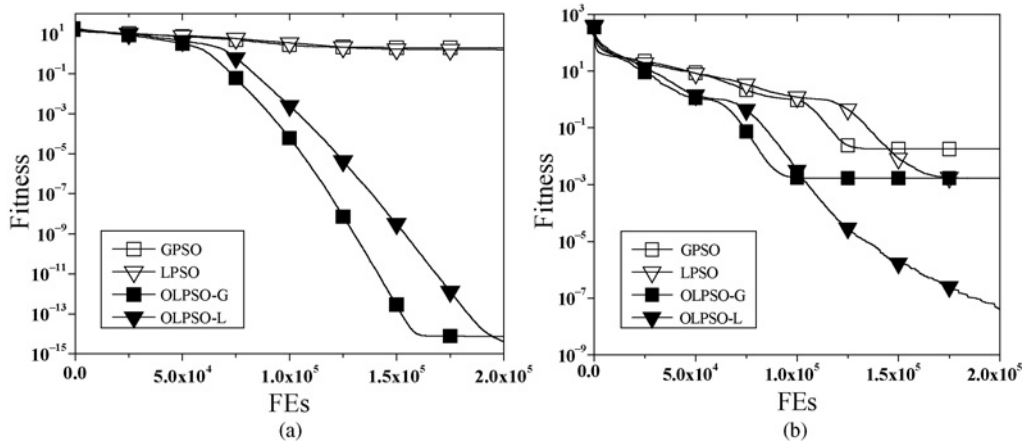 10¹
10⁻¹
10⁻³
10⁻⁵
10⁻⁷
10⁻⁹
10⁻¹¹
10⁻¹³
10⁻¹⁵
Fitness
GPSO
LPSO
OLPSO-G
OLPSO-L
0.0 5.0x10⁴ 1.0x10⁵ 1.5x10⁵ 2.0x10⁵
FEs
(a)
10³
10¹
10⁻¹
10⁻³
10⁻⁵
10⁻⁷
10⁻⁹
Fitness
GPSO
LPSO
OLPSO-G
OLPSO-L
0.0 5.0x10⁴ 1.0x10⁵ 1.5x10⁵ 2.0x10⁵
FEs
(b)